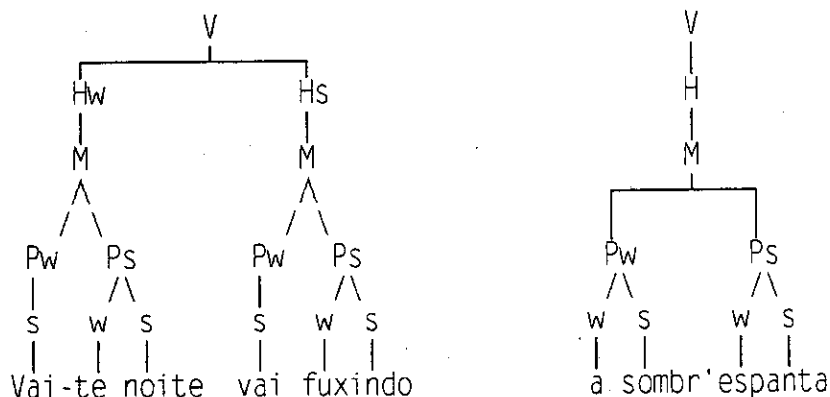 V V
Hw Hs H
M M M
Pw Ps Pw Ps Pw Ps
s w s s w s w s w s
Vai-te noite vai fuxindo a sombr'espanta